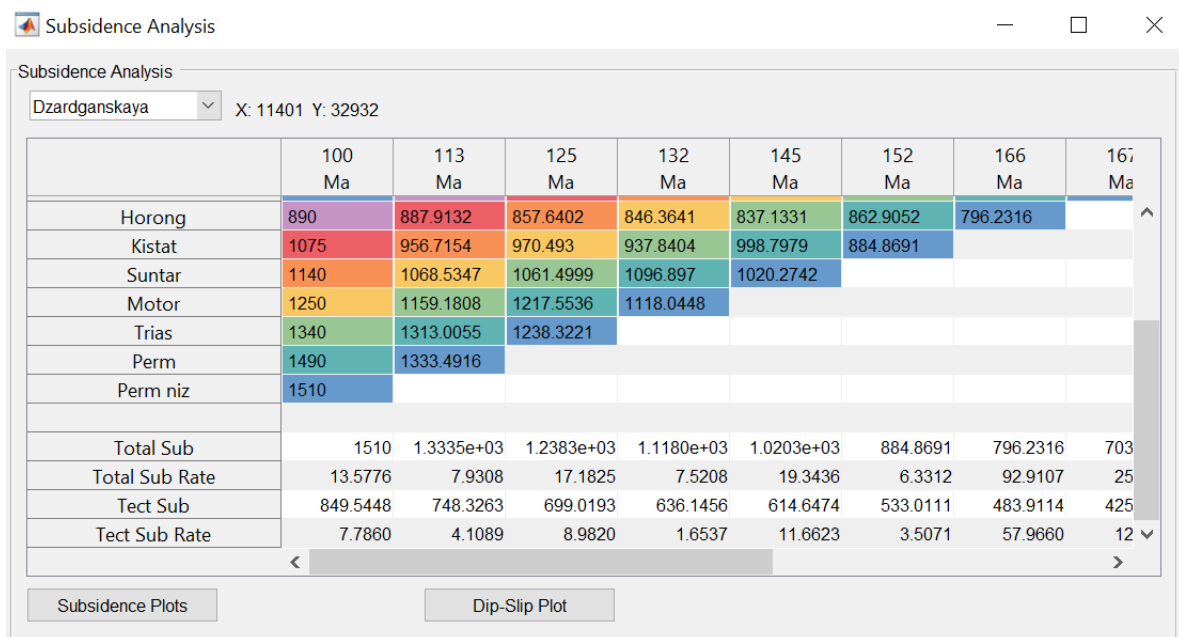 Subsidence Analysis
Subsidence Analysis
Dzardganskaya X: 11401 Y: 32932
100 113 125 132 145 152 166 167
Ma Ma Ma Ma Ma Ma Ma Ma
Horong 890 887.9132 857.6402 846.3641 837.1331 862.9052 796.2316
Kistat 1075 956.7154 970.493 937.8404 998.7979 884.8691
Suntar 1140 1068.5347 1061.4999 1096.897 1020.2742
Motor 1250 1159.1808 1217.5536 1118.0448
Trias 1340 1313.0055 1238.3221
Perm 1490 1333.4916
Perm niz 1510
Total Sub 1510 1.3335e+03 1.2383e+03 1.1180e+03 1.0203e+03 884.8691 796.2316 703
Total Sub Rate 13.5776 7.9308 17.1825 7.5208 19.3436 6.3312 92.9107 25
Tect Sub 849.5448 748.3263 699.0193 636.1456 614.6474 533.0111 483.9114 425
Tect Sub Rate 7.7860 4.1089 8.9820 1.6537 11.6623 3.5071 57.9660 12
Subsidence Plots Dip-Slip Plot